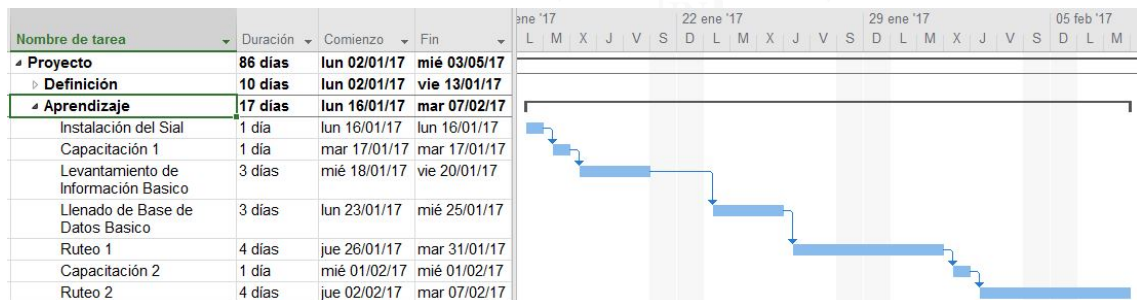 ene '17 22 ene '17 29 ene '17 05 feb '17
Nombre de tarea Duración Comienzo Fin L M X J V S D L M X J V S D L M X J V S D L M
Proyecto 86 días lun 02/01/17 mié 03/05/17
Definición 10 días lun 02/01/17 vie 13/01/17
Aprendizaje 17 días lun 16/01/17 mar 07/02/17
Instalación del Sial 1 día lun 16/01/17 lun 16/01/17
Capacitación 1 1 día mar 17/01/17 mar 17/01/17
Levantamiento de 3 días mié 18/01/17 vie 20/01/17
Información Basico
Llenado de Base de 3 días lun 23/01/17 mié 25/01/17
Datos Basico
Ruteo 1 4 días jue 26/01/17 mar 31/01/17
Capacitación 2 1 día mié 01/02/17 mié 01/02/17
Ruteo 2 4 días jue 02/02/17 mar 07/02/17